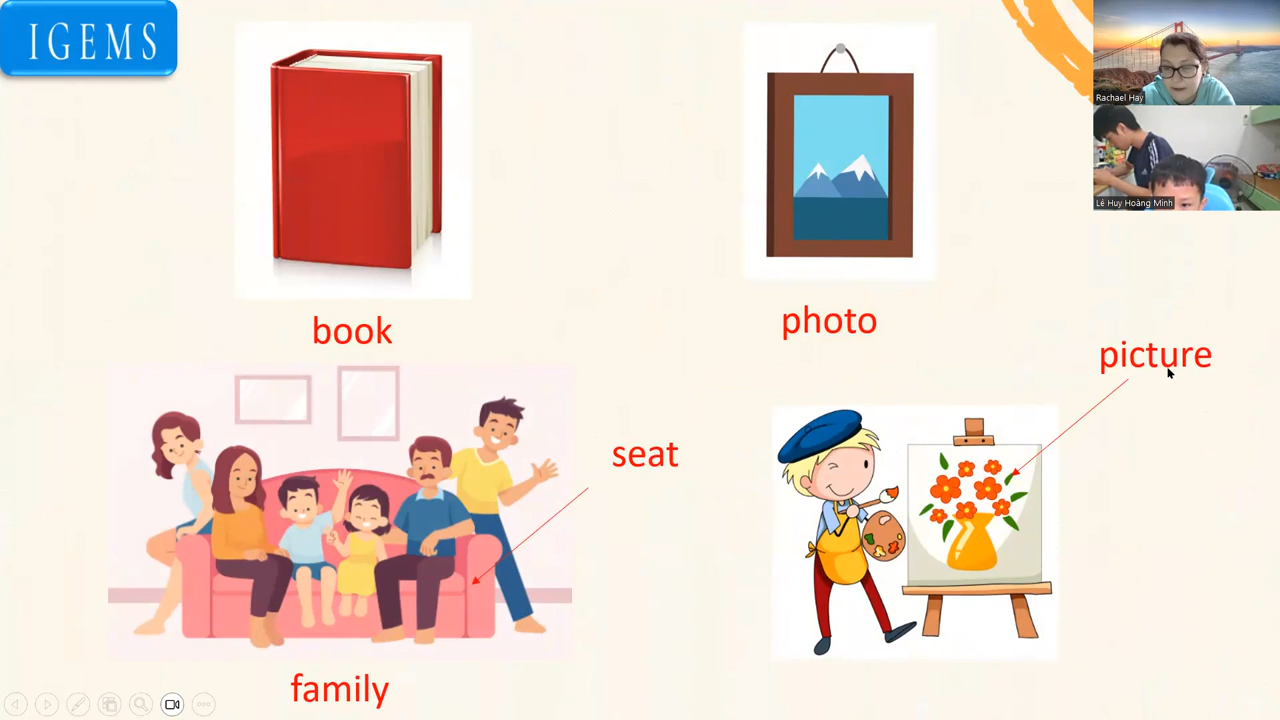 IGEMS
Rachael Hay
Lê Huy Hoàng Minh
book
photo
picture
seat
family